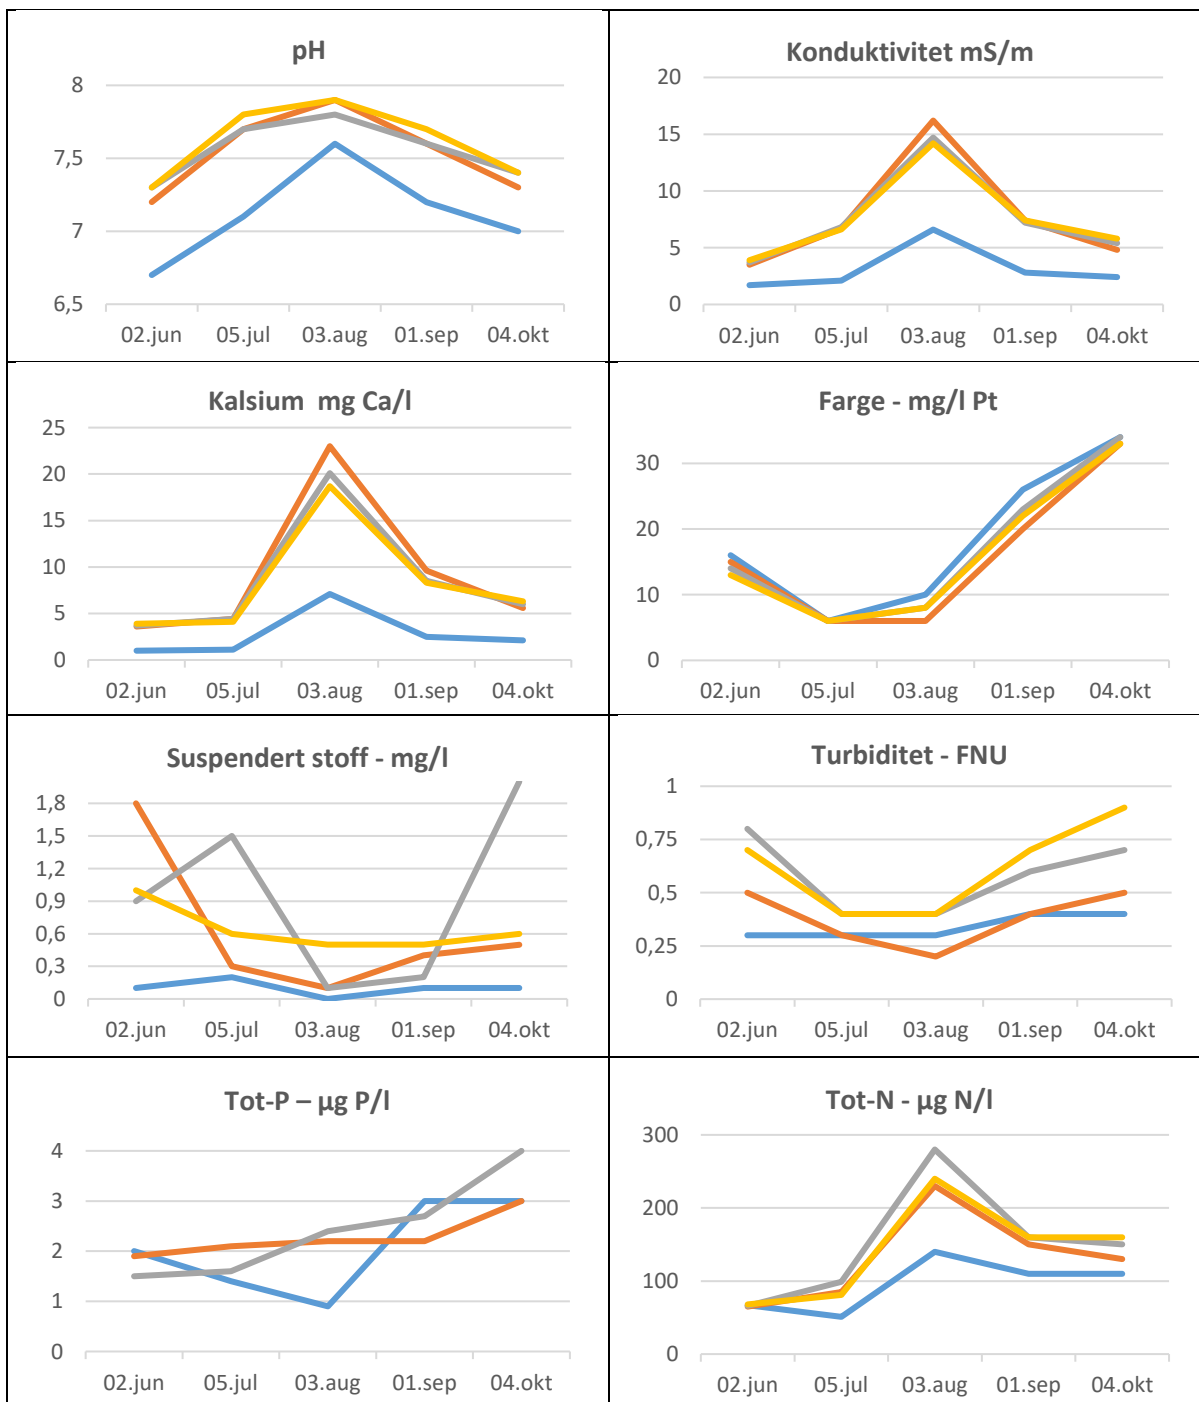 pH
8
7,5
7
6,5
02.jun 05.jul 03.aug 01.sep 04.okt
Konduktivitet mS/m
20
15
10
5
0
02.jun 05.jul 03.aug 01.sep 04.okt
Kalsium mg Ca/l
25
20
15
10
5
0
02.jun 05.jul 03.aug 01.sep 04.okt
Farge - mg/l Pt
30
20
10
0
02.jun 05.jul 03.aug 01.sep 04.okt
Suspendert stoff - mg/l
1,8
1,5
1,2
0,9
0,6
0,3
0
02.jun 05.jul 03.aug 01.sep 04.okt
Turbiditet - FNU
1
0,75
0,5
0,25
0
02.jun 05.jul 03.aug 01.sep 04.okt
Tot-P – µg P/l
4
3
2
1
0
02.jun 05.jul 03.aug 01.sep 04.okt
Tot-N - µg N/l
300
200
100
0
02.jun 05.jul 03.aug 01.sep 04.okt